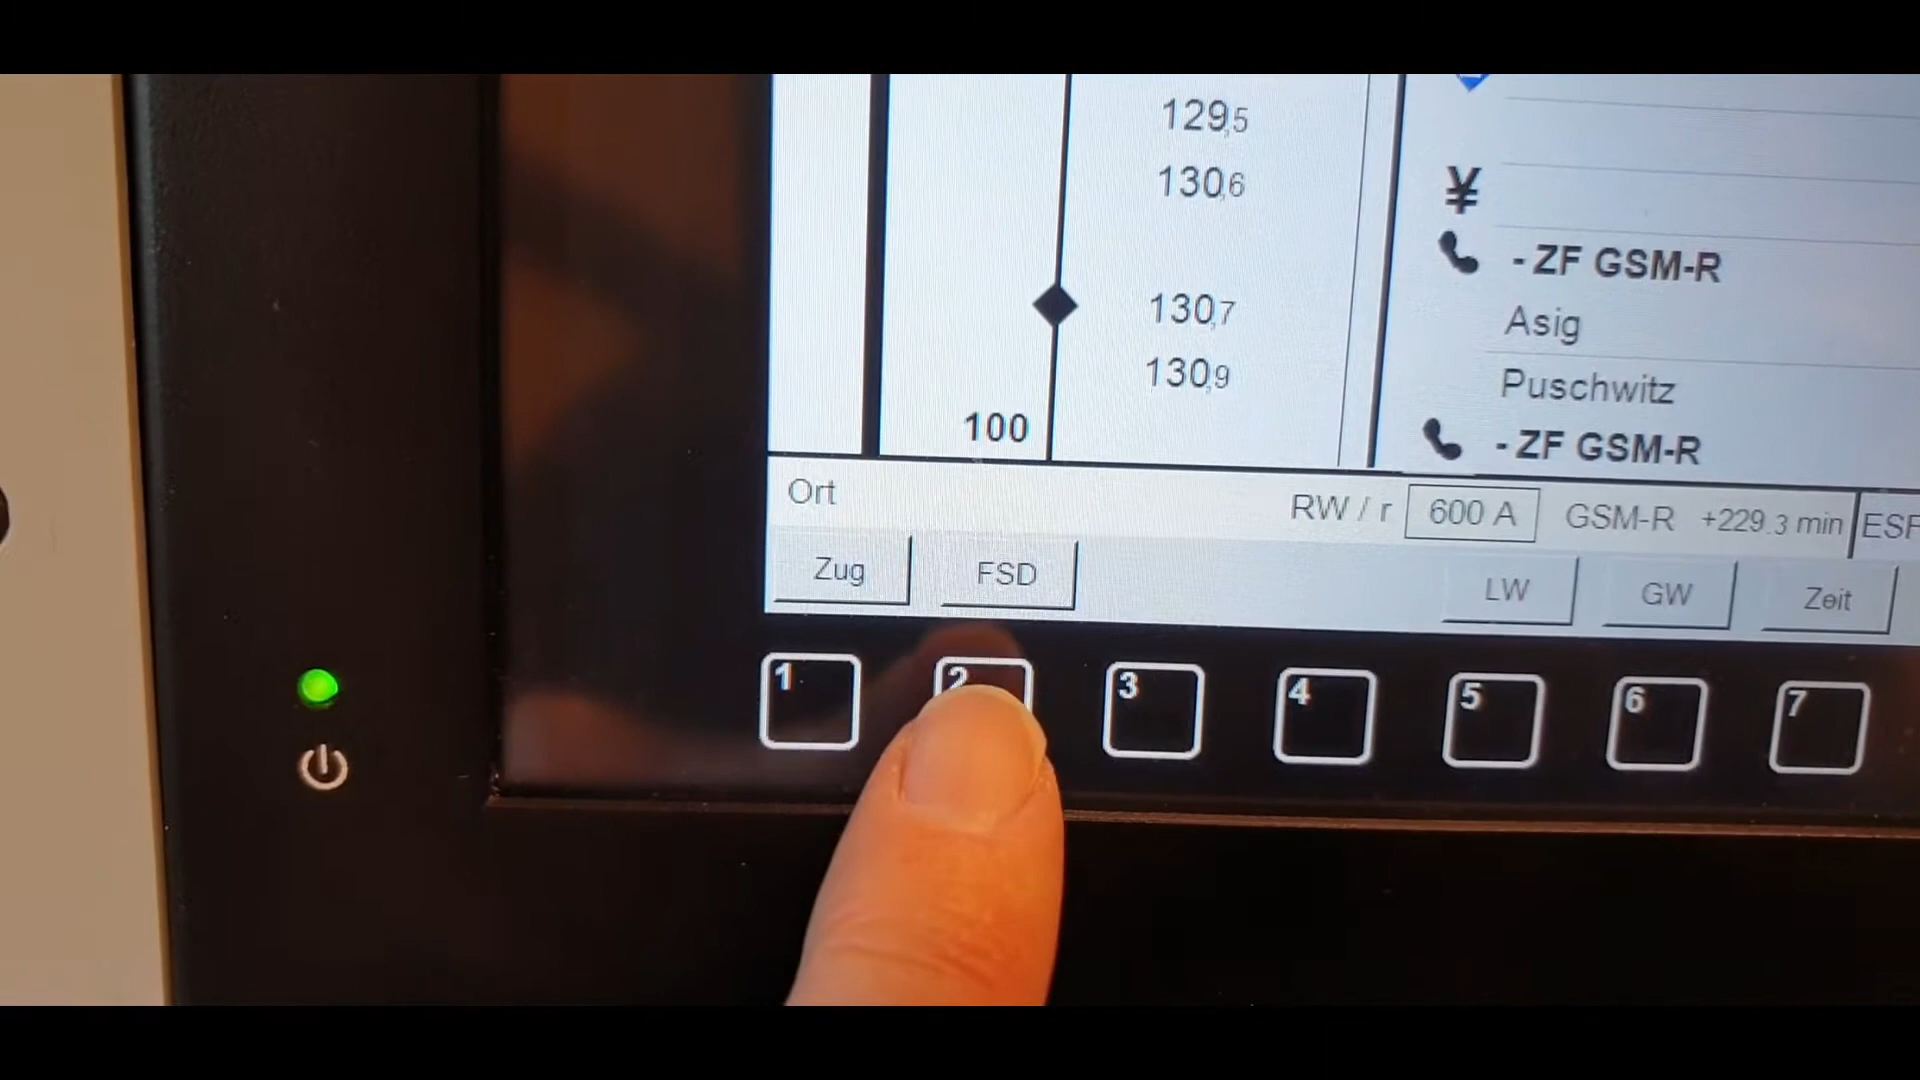 129,5
130,6
¥
- ZF GSM-R
130,7
Asig
130,9
Puschwitz
100
- ZF GSM-R
Ort RW / r 600 A GSM-R +229.3 min ESF
Zug FSD LW GW Zeit
1 2 3 4 5 6 7